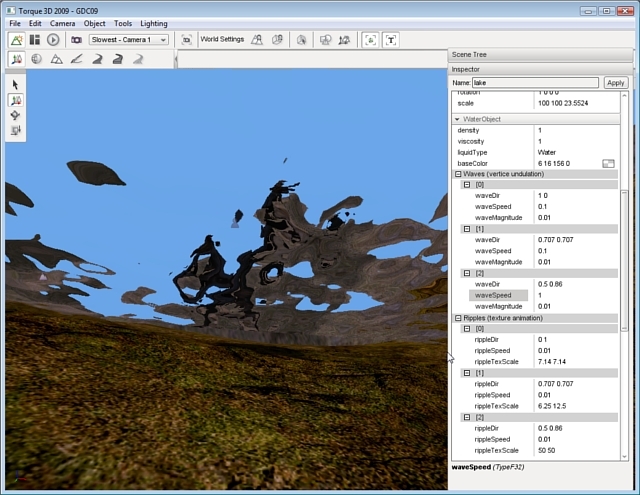 Torque 3D 2009 - GDC09
File Edit Camera Object Tools Lighting
Slowest - Camera 1 World Settings T
Scene Tree
Inspector
Name: lake Apply
rotation 1 0 0 0
scale 100 100 23.5524
WaterObject
density 1
viscosity 1
liquidType Water
baseColor 6 16 156 0
Waves (vertice undulation)
[0]
waveDir 1 0
waveSpeed 0.1
waveMagnitude 0.01
[1]
waveDir 0.707 0.707
waveSpeed 0.1
waveMagnitude 0.01
[2]
waveDir 0.5 0.86
waveSpeed 1
waveMagnitude 0.01
Ripples (texture animation)
[0]
rippleDir 0 1
rippleSpeed 0.01
rippleTexScale 7.14 7.14
[1]
rippleDir 0.707 0.707
rippleSpeed 0.01
rippleTexScale 6.25 12.5
[2]
rippleDir 0.5 0.86
rippleSpeed 0.01
rippleTexScale 50 50
waveSpeed (TypeF32)